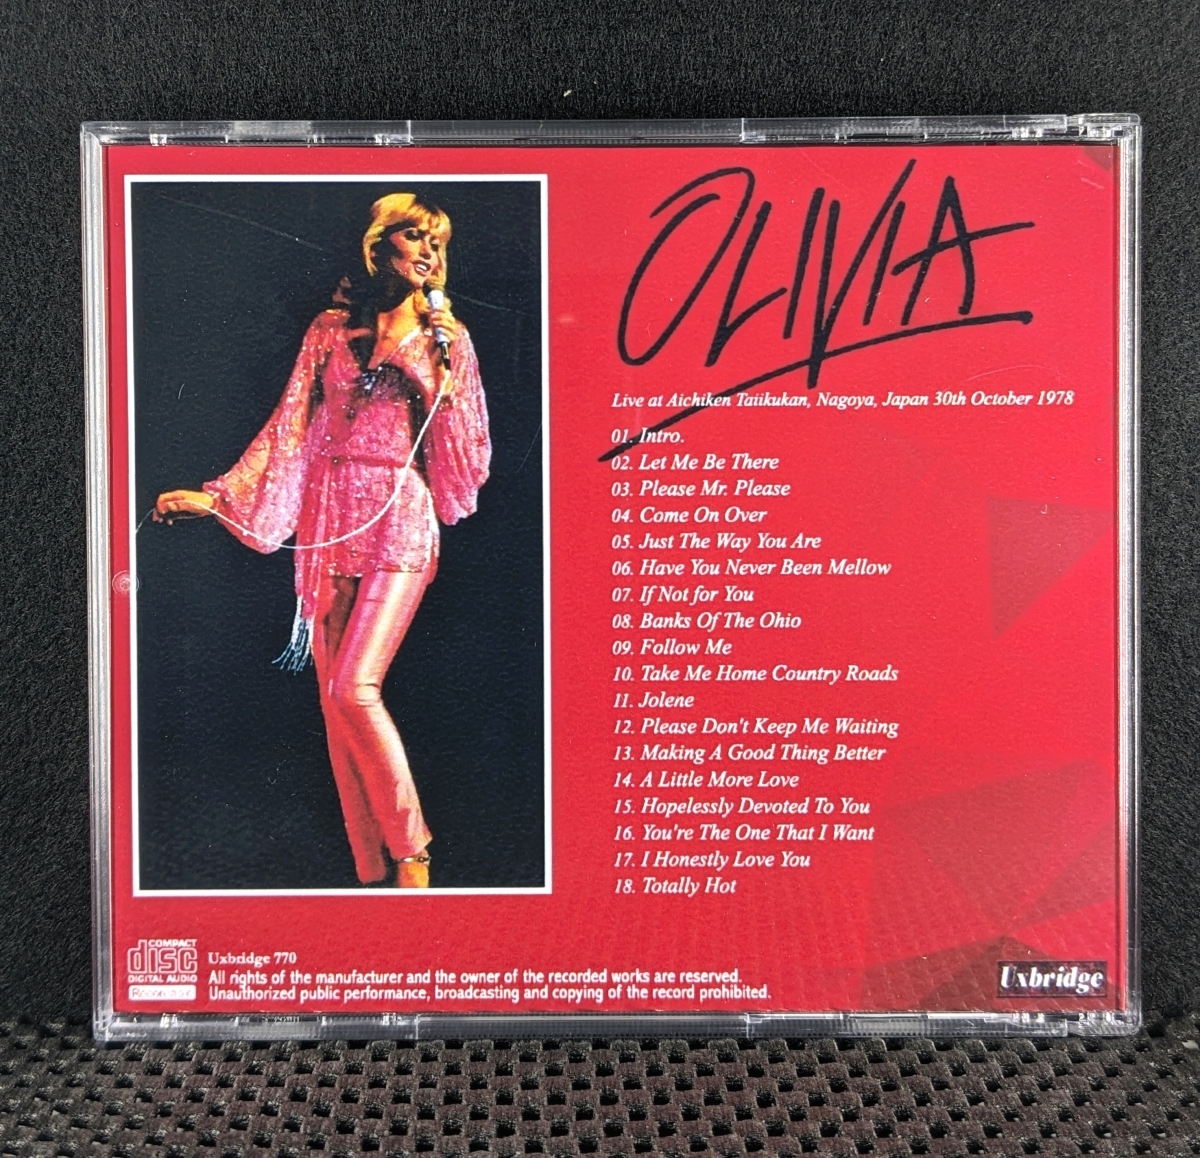 OLIVIA
Live at Aichiken Taiikukan, Nagoya, Japan 30th October 1978
01. Intro.
02. Let Me Be There
03. Please Mr. Please
04. Come On Over
05. Just The Way You Are
06. Have You Never Been Mellow
07. If Not for You
08. Banks Of The Ohio
09. Follow Me
10. Take Me Home Country Roads
11. Jolene
12. Please Don't Keep Me Waiting
13. Making A Good Thing Better
14. A Little More Love
15. Hopelessly Devoted To You
16. You're The One That I Want
17. I Honestly Love You
18. Totally Hot
COMPACT
disc
DIGITAL AUDIO
Uxbridge 770
All rights of the manufacturer and the owner of the recorded works are reserved.
Unauthorized public performance, broadcasting and copying of the record prohibited.
Uxbridge